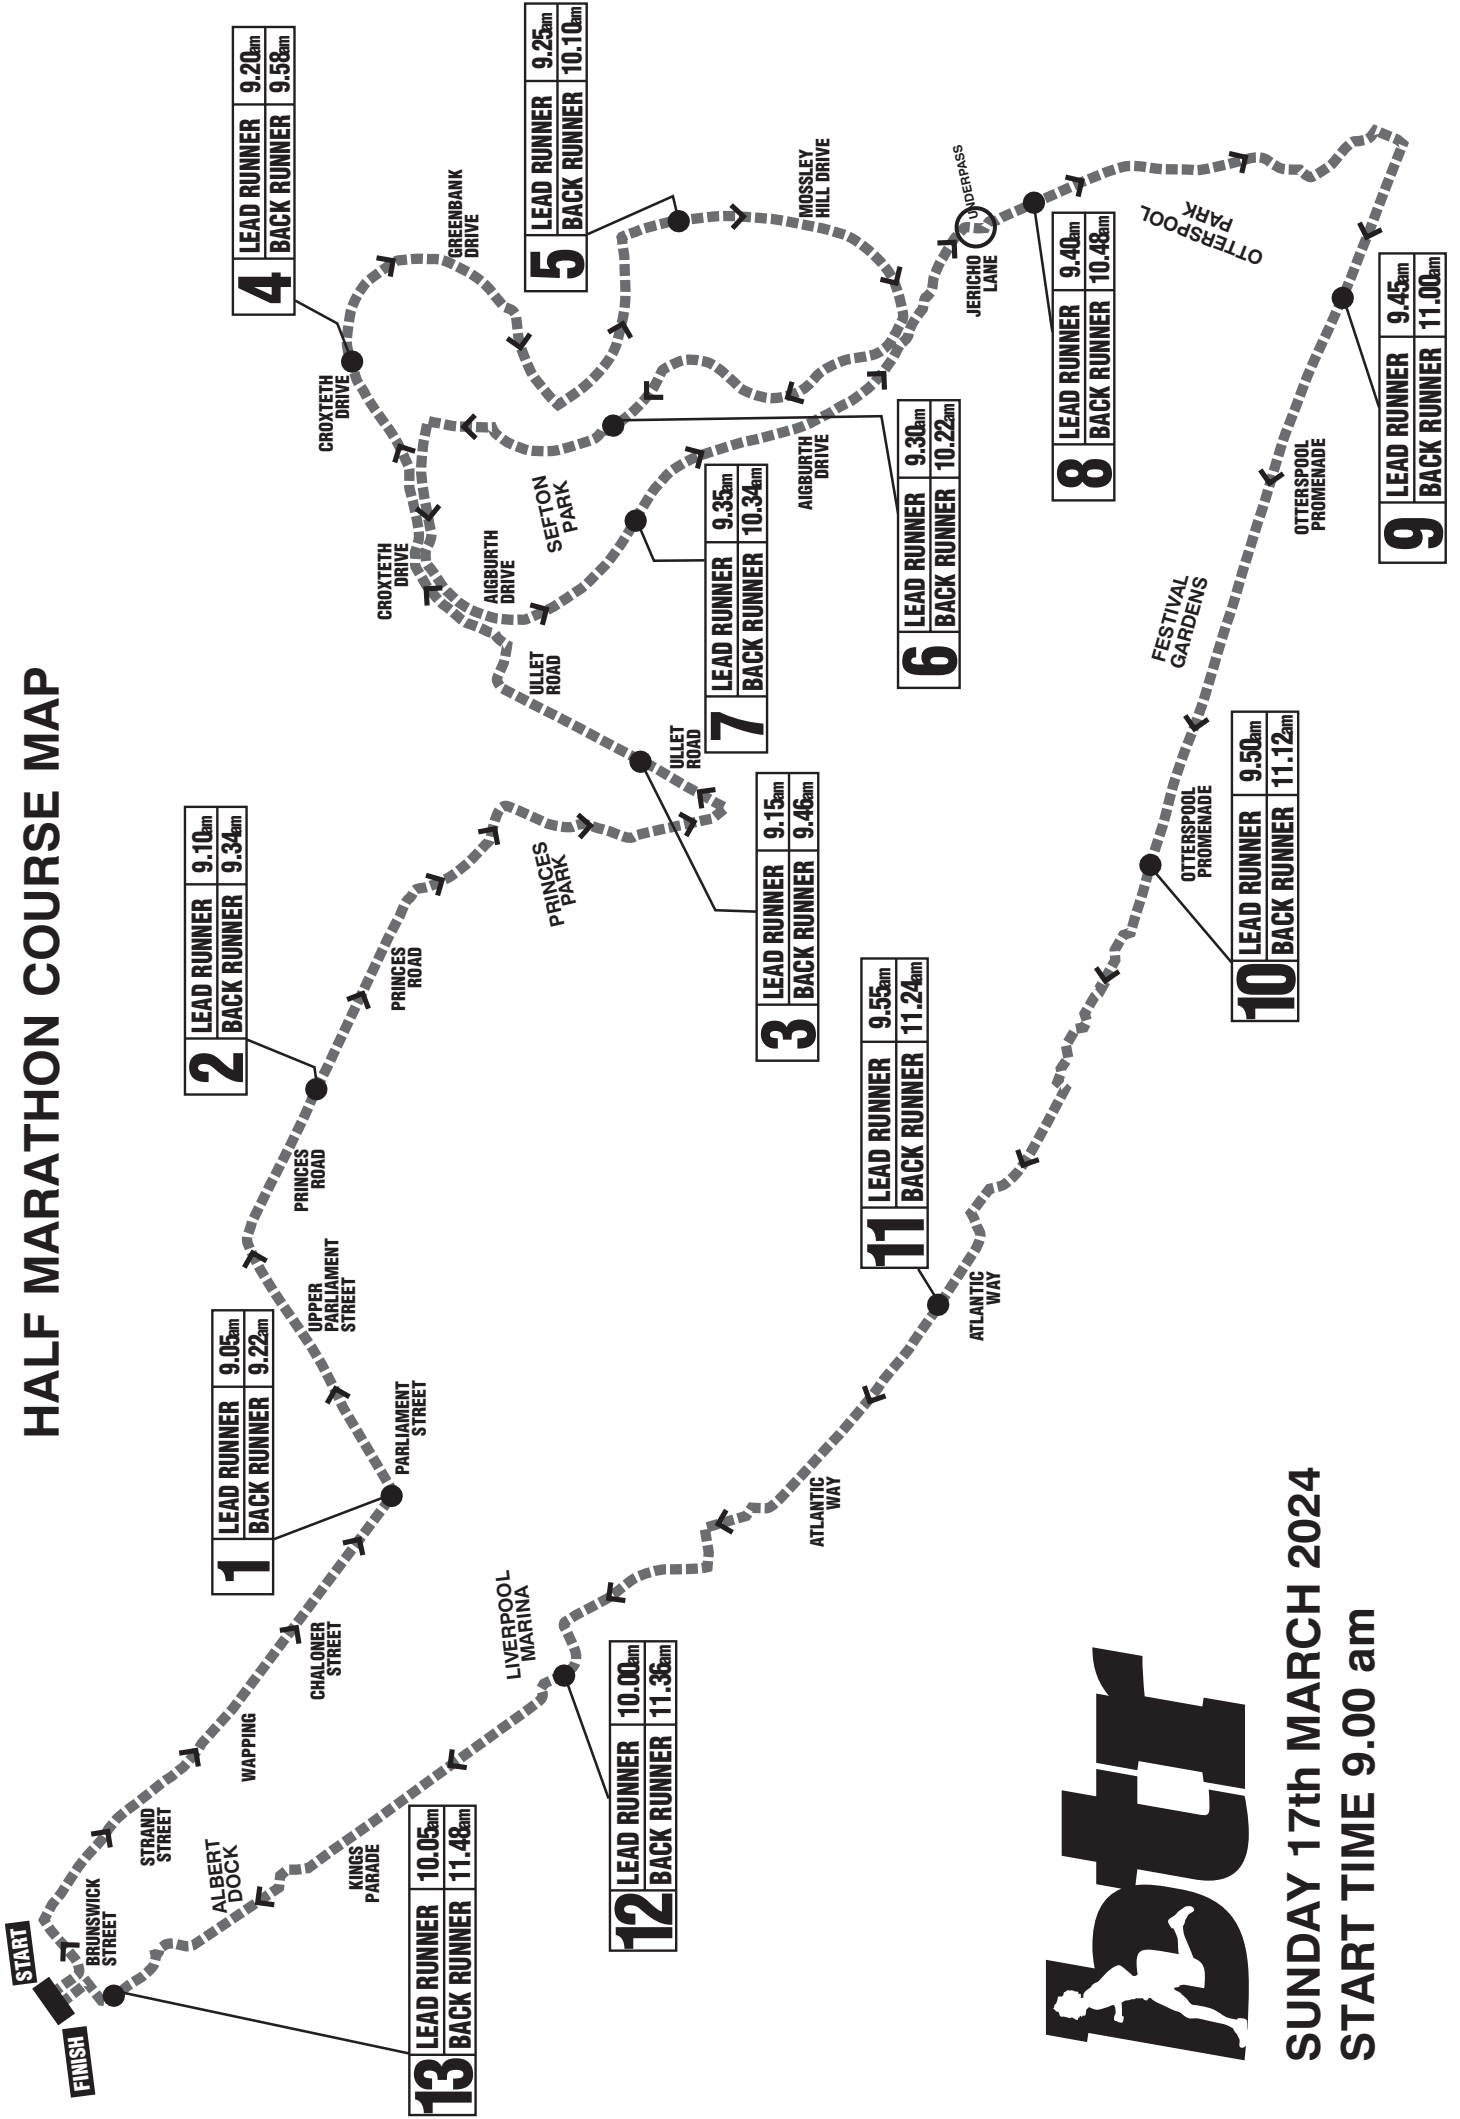 HALF MARATHON COURSE MAP
START
FINISH
BRUNSWICK
STREET
STRAND
STREET
WAPPING
CHALONER
STREET
1
LEAD RUNNER 9.05am
BACK RUNNER 9.22am
PARLIAMENT
STREET
UPPER
PARLIAMENT
STREET
PRINCES
ROAD
2
LEAD RUNNER 9.10am
BACK RUNNER 9.34am
PRINCES
ROAD
PRINCES
PARK
ULLET
ROAD
3
LEAD RUNNER 9.15am
BACK RUNNER 9.46am
ULLET
ROAD
CROXTETH
DRIVE
AIGBURTH
DRIVE
SEFTON
PARK
CROXTETH
DRIVE
4
LEAD RUNNER 9.20am
BACK RUNNER 9.58am
GREENBANK
DRIVE
5
LEAD RUNNER 9.25am
BACK RUNNER 10.10am
MOSSLEY
HILL DRIVE
6
LEAD RUNNER 9.30am
BACK RUNNER 10.22am
7
LEAD RUNNER 9.35am
BACK RUNNER 10.34am
AIGBURTH
DRIVE
JERICHO
LANE
UNDERPASS
8
LEAD RUNNER 9.40am
BACK RUNNER 10.48am
OTTERSPOOL
PARK
9
LEAD RUNNER 9.45am
BACK RUNNER 11.00am
OTTERSPOOL
PROMENADE
FESTIVAL
GARDENS
OTTERSPOOL
PROMENADE
10
LEAD RUNNER 9.50am
BACK RUNNER 11.12am
11
LEAD RUNNER 9.55am
BACK RUNNER 11.24am
ATLANTIC
WAY
ATLANTIC
WAY
LIVERPOOL
MARINA
12
LEAD RUNNER 10.00am
BACK RUNNER 11.36am
KINGS
PARADE
ALBERT
DOCK
13
LEAD RUNNER 10.05am
BACK RUNNER 11.48am
btr
SUNDAY 17th MARCH 2024
START TIME 9.00 am